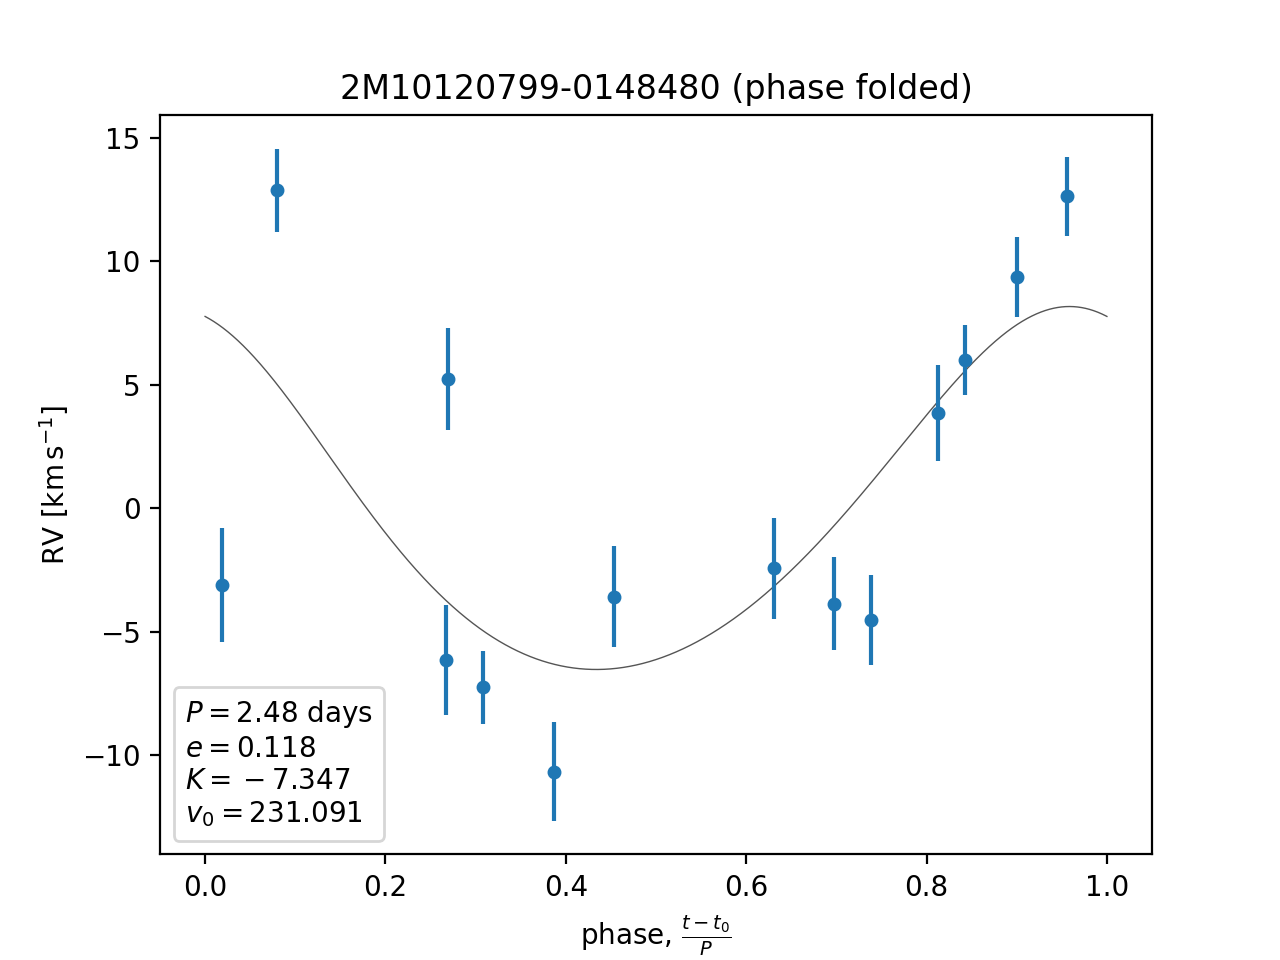 2M10120799-0148480 (phase folded)
15
10
5
0
−5
−10
RV [km s⁻¹]
P = 2.48 days
e = 0.118
K = −7.347
v₀ = 231.091
0.0 0.2 0.4 0.6 0.8 1.0
phase, (t − t₀)/P